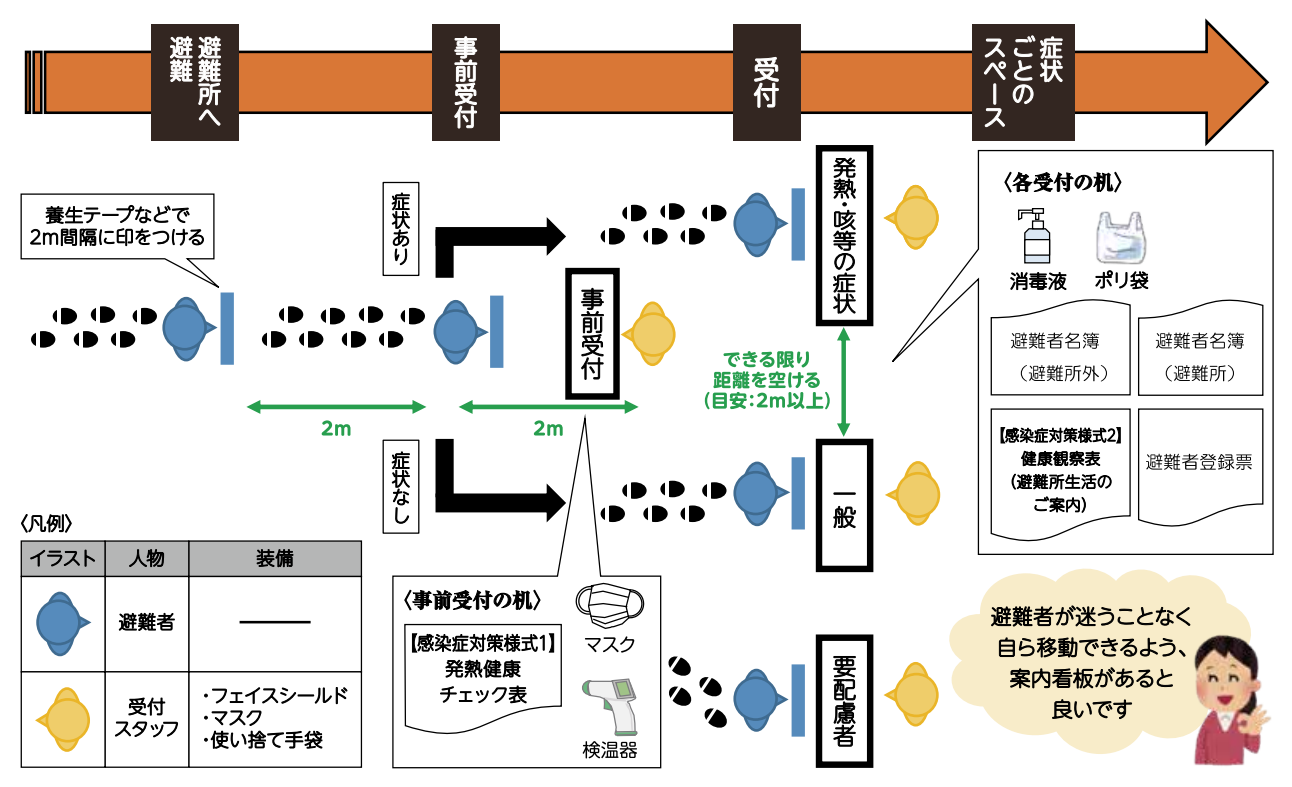 避難所へ
避難
事前受付
受付
症状
ごとの
スペース
養生テープなどで
2m間隔に印をつける
症状あり
症状なし
2m
2m
事前受付
発熱・咳等の症状
できる限り
距離を空ける
(目安:2m以上)
一般
要配慮者
〈各受付の机〉
消毒液
ポリ袋
避難者名簿
（避難所外）
避難者名簿
（避難所）
【感染症対策様式2】
健康観察表
（避難所生活の
ご案内）
避難者登録票
〈事前受付の机〉
【感染症対策様式1】
発熱健康
チェック表
マスク
検温器
〈凡例〉
イラスト 人物 装備
避難者 ――
受付
スタッフ
・フェイスシールド
・マスク
・使い捨て手袋
避難者が迷うことなく
自ら移動できるよう、
案内看板があると
良いです